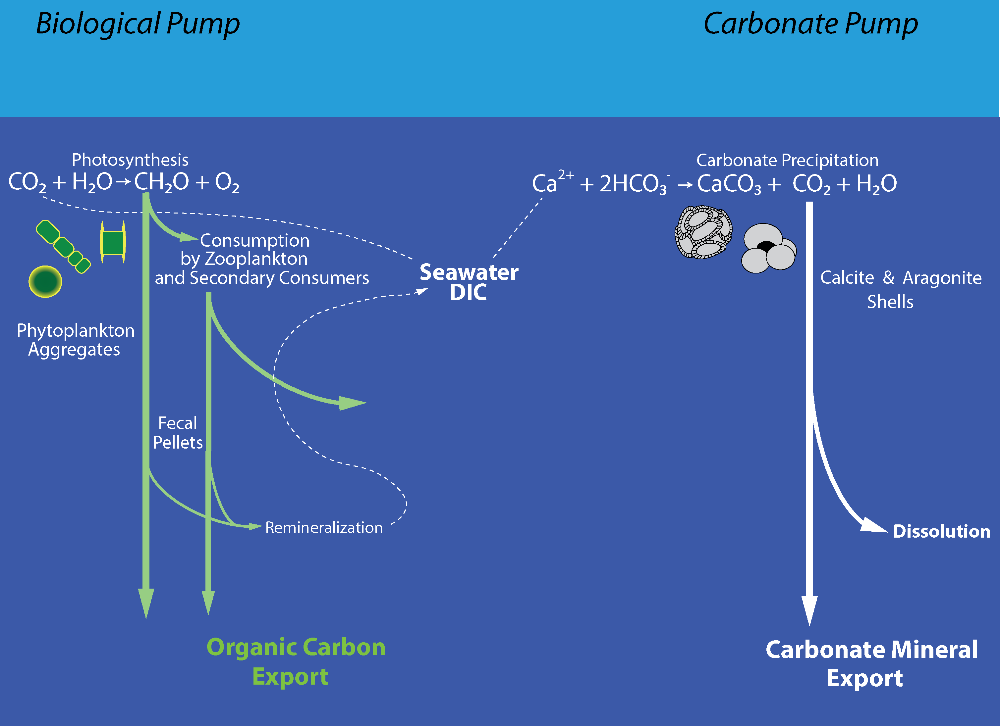 Biological Pump
Carbonate Pump
Photosynthesis
CO₂ + H₂O → CH₂O + O₂
Carbonate Precipitation
Ca²⁺ + 2HCO₃⁻ → CaCO₃ + CO₂ + H₂O
Consumption
by Zooplankton
and Secondary Consumers
Seawater
DIC
Calcite & Aragonite
Shells
Phytoplankton
Aggregates
Fecal
Pellets
Remineralization
Dissolution
Organic Carbon
Export
Carbonate Mineral
Export